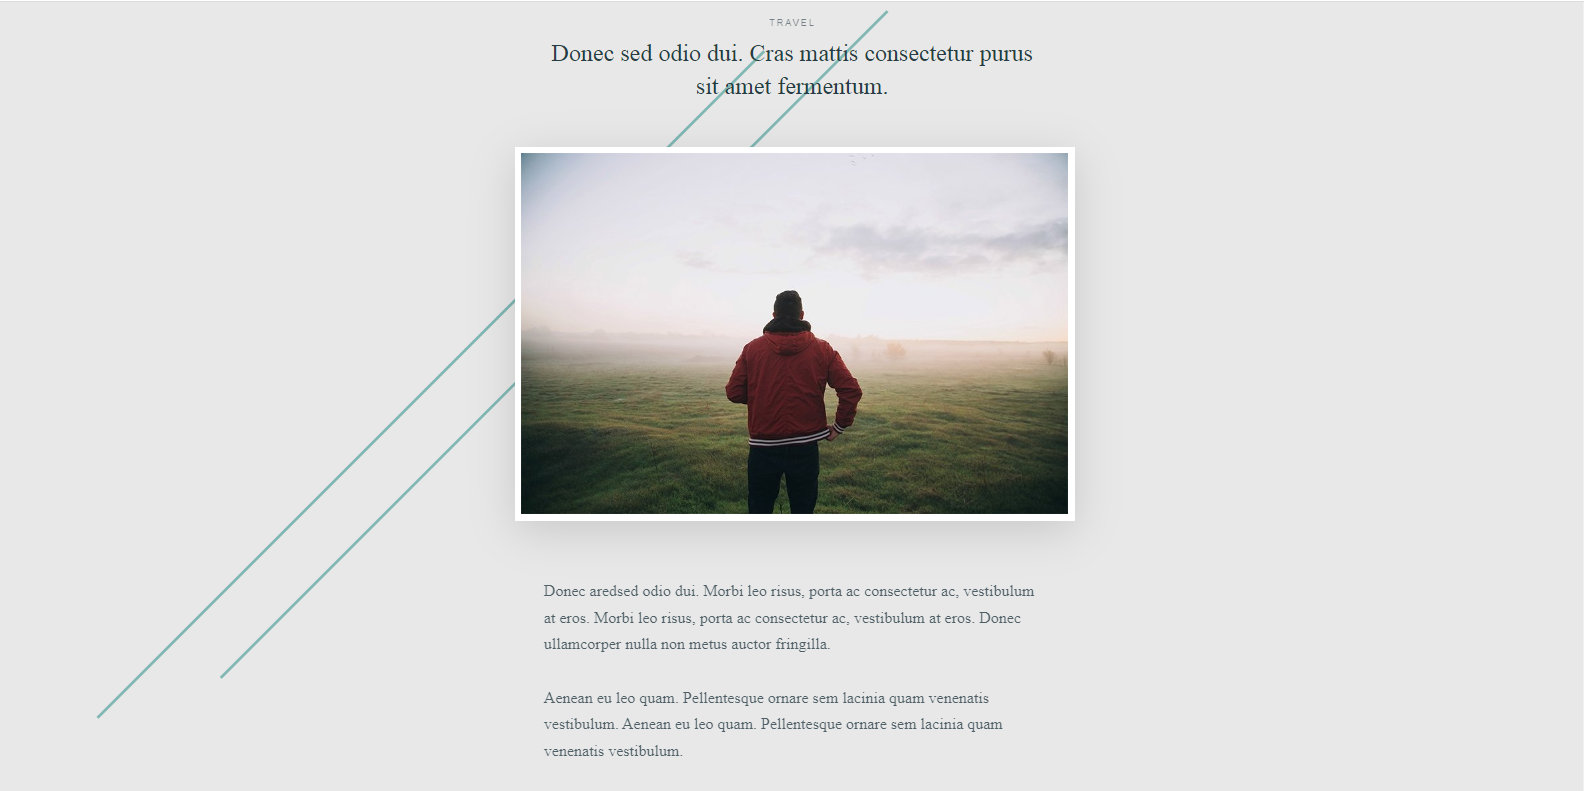 TRAVEL
Donec sed odio dui. Cras mattis consectetur purus
sit amet fermentum.
Donec aredsed odio dui. Morbi leo risus, porta ac consectetur ac, vestibulum
at eros. Morbi leo risus, porta ac consectetur ac, vestibulum at eros. Donec
ullamcorper nulla non metus auctor fringilla.
Aenean eu leo quam. Pellentesque ornare sem lacinia quam venenatis
vestibulum. Aenean eu leo quam. Pellentesque ornare sem lacinia quam
venenatis vestibulum.